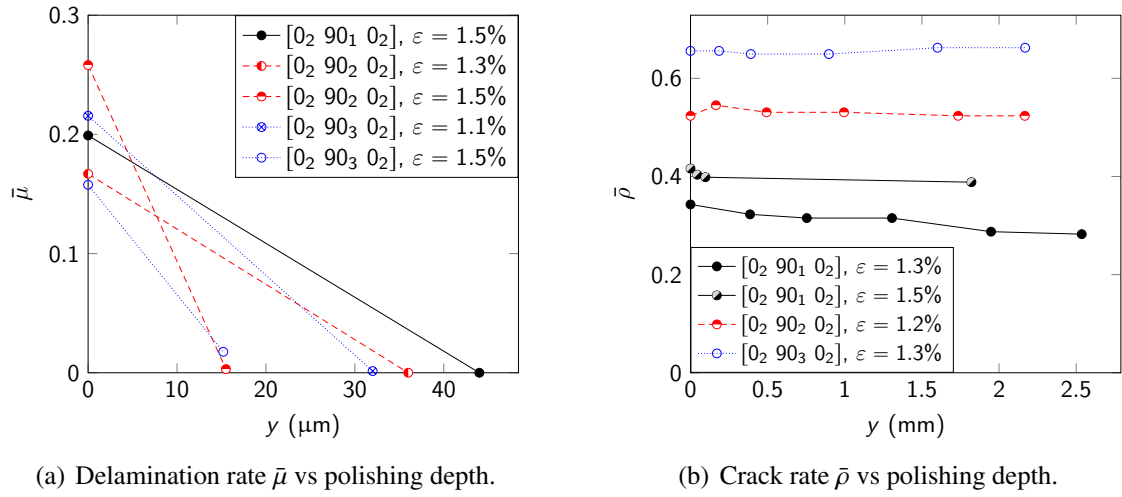 0.3
0.2
0.1
0
μ̄
[0₂ 90₁ 0₂], ε = 1.5%
[0₂ 90₂ 0₂], ε = 1.3%
[0₂ 90₂ 0₂], ε = 1.5%
[0₂ 90₃ 0₂], ε = 1.1%
[0₂ 90₃ 0₂], ε = 1.5%
0 10 20 30 40
y (μm)
(a) Delamination rate μ̄ vs polishing depth.
0.6
0.4
0.2
0
ρ̄
[0₂ 90₁ 0₂], ε = 1.3%
[0₂ 90₁ 0₂], ε = 1.5%
[0₂ 90₂ 0₂], ε = 1.2%
[0₂ 90₃ 0₂], ε = 1.3%
0 0.5 1 1.5 2 2.5
y (mm)
(b) Crack rate ρ̄ vs polishing depth.